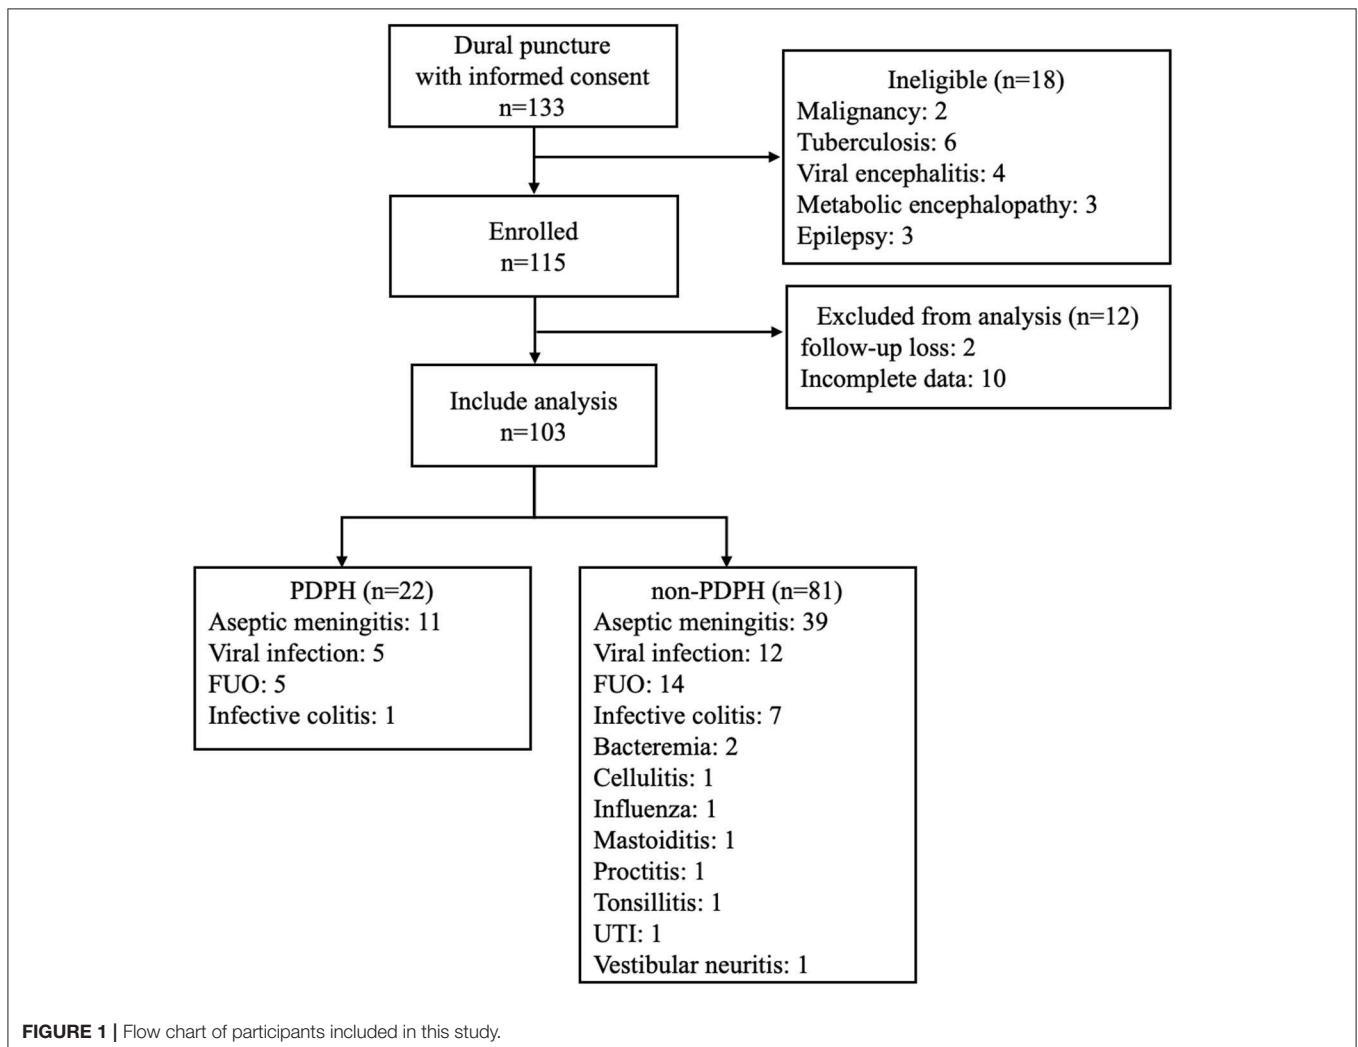 Dural puncture
with informed consent
n=133
Ineligible (n=18)
Malignancy: 2
Tuberculosis: 6
Viral encephalitis: 4
Metabolic encephalopathy: 3
Epilepsy: 3
Enrolled
n=115
Excluded from analysis (n=12)
follow-up loss: 2
Incomplete data: 10
Include analysis
n=103
PDPH (n=22)
Aseptic meningitis: 11
Viral infection: 5
FUO: 5
Infective colitis: 1
non-PDPH (n=81)
Aseptic meningitis: 39
Viral infection: 12
FUO: 14
Infective colitis: 7
Bacteremia: 2
Cellulitis: 1
Influenza: 1
Mastoiditis: 1
Proctitis: 1
Tonsillitis: 1
UTI: 1
Vestibular neuritis: 1
FIGURE 1 | Flow chart of participants included in this study.